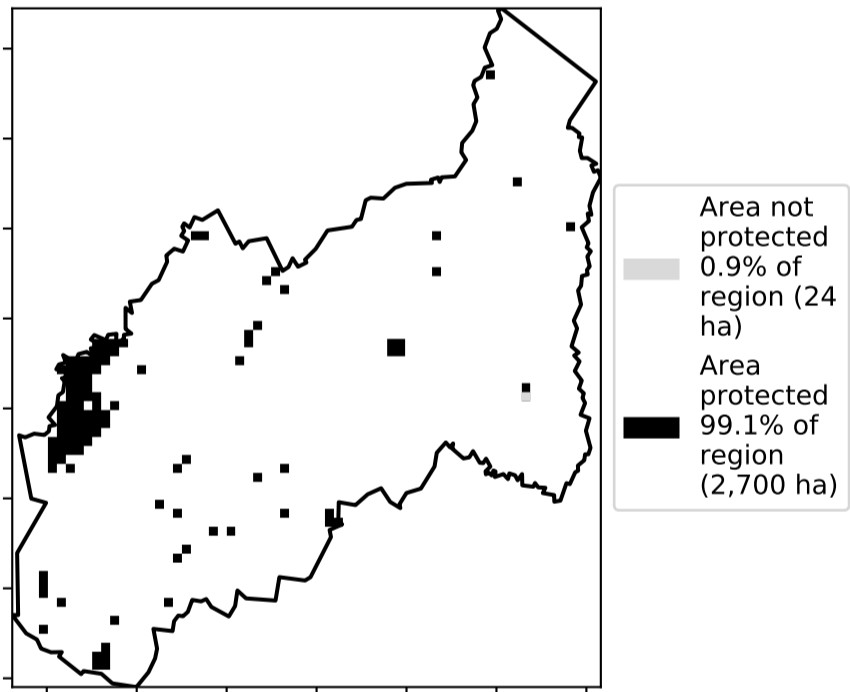 Area not
protected
0.9% of
region (24
ha)
Area
protected
99.1% of
region
(2,700 ha)